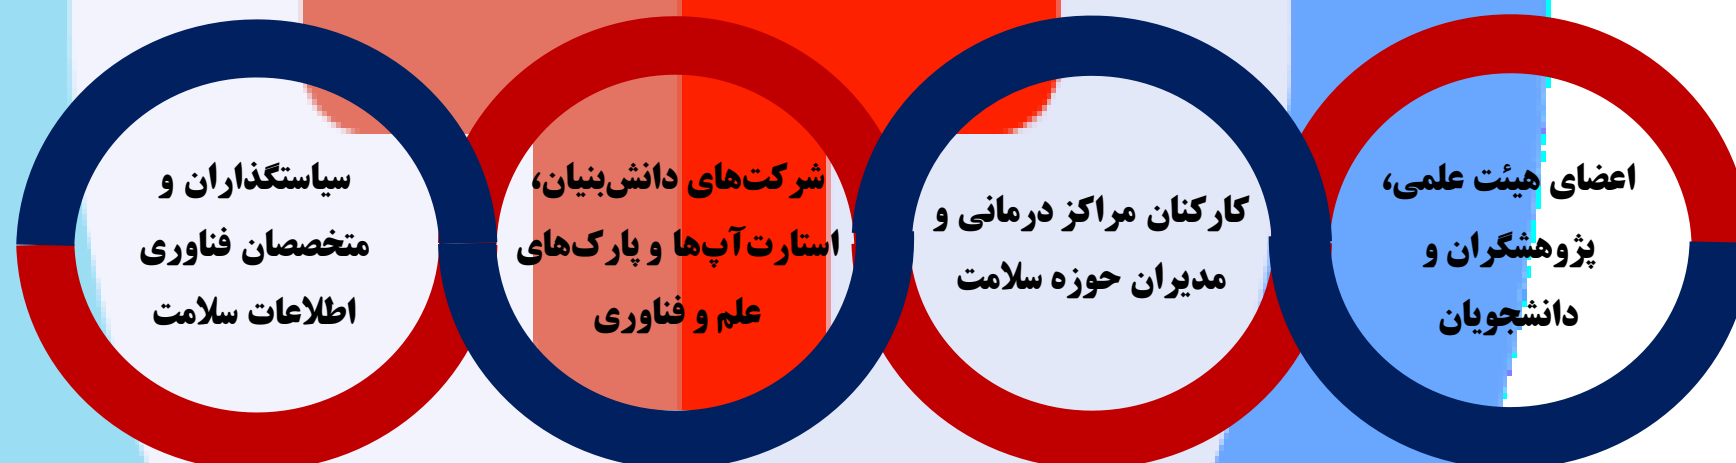 اعضای هیئت علمی،
پژوهشگران و
دانشجویان
کارکنان مراکز درمانی و
مدیران حوزه سلامت
شرکت‌های دانش‌بنیان،
استارت‌آپ‌ها و پارک‌های
علم و فناوری
سیاستگذاران و
متخصصان فناوری
اطلاعات سلامت